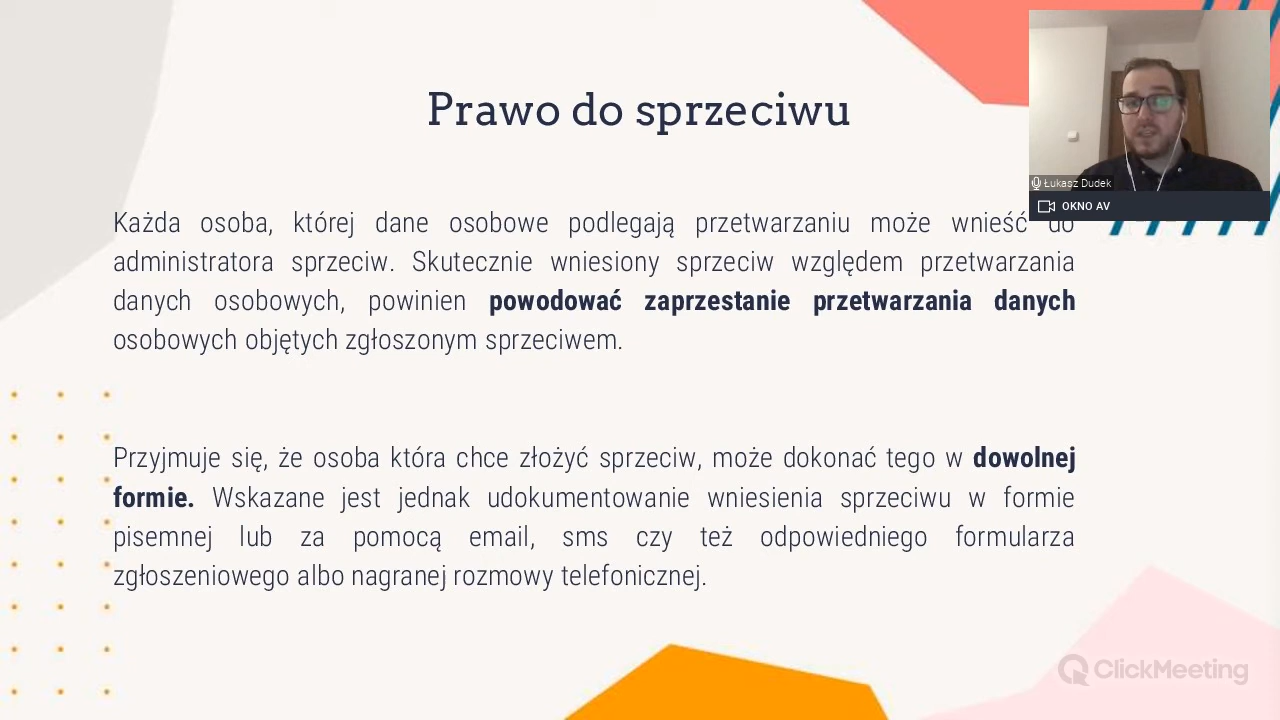 Prawo do sprzeciwu
Każda osoba, której dane osobowe podlegają przetwarzaniu może wnieść do
administratora sprzeciw. Skutecznie wniesiony sprzeciw względem przetwarzania
danych osobowych, powinien powodować zaprzestanie przetwarzania danych
osobowych objętych zgłoszonym sprzeciwem.
Przyjmuje się, że osoba która chce złożyć sprzeciw, może dokonać tego w dowolnej
formie. Wskazane jest jednak udokumentowanie wniesienia sprzeciwu w formie
pisemnej lub za pomocą email, sms czy też odpowiedniego formularza
zgłoszeniowego albo nagranej rozmowy telefonicznej.
Łukasz Dudek
OKNO AV
ClickMeeting